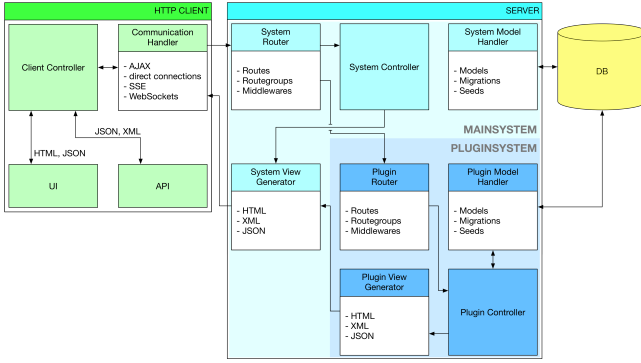 HTTP CLIENT
SERVER
Client Controller
Communication
Handler
- AJAX
- direct connections
- SSE
- WebSockets
JSON, XML
HTML, JSON
UI
API
System
Router
- Routes
- Routegroups
- Middlewares
System Controller
System Model
Handler
- Models
- Migrations
- Seeds
DB
MAINSYSTEM
PLUGINSYSTEM
System View
Generator
- HTML
- XML
- JSON
Plugin
Router
- Routes
- Routegroups
- Middlewares
Plugin Model
Handler
- Models
- Migrations
- Seeds
Plugin View
Generator
- HTML
- XML
- JSON
Plugin Controller